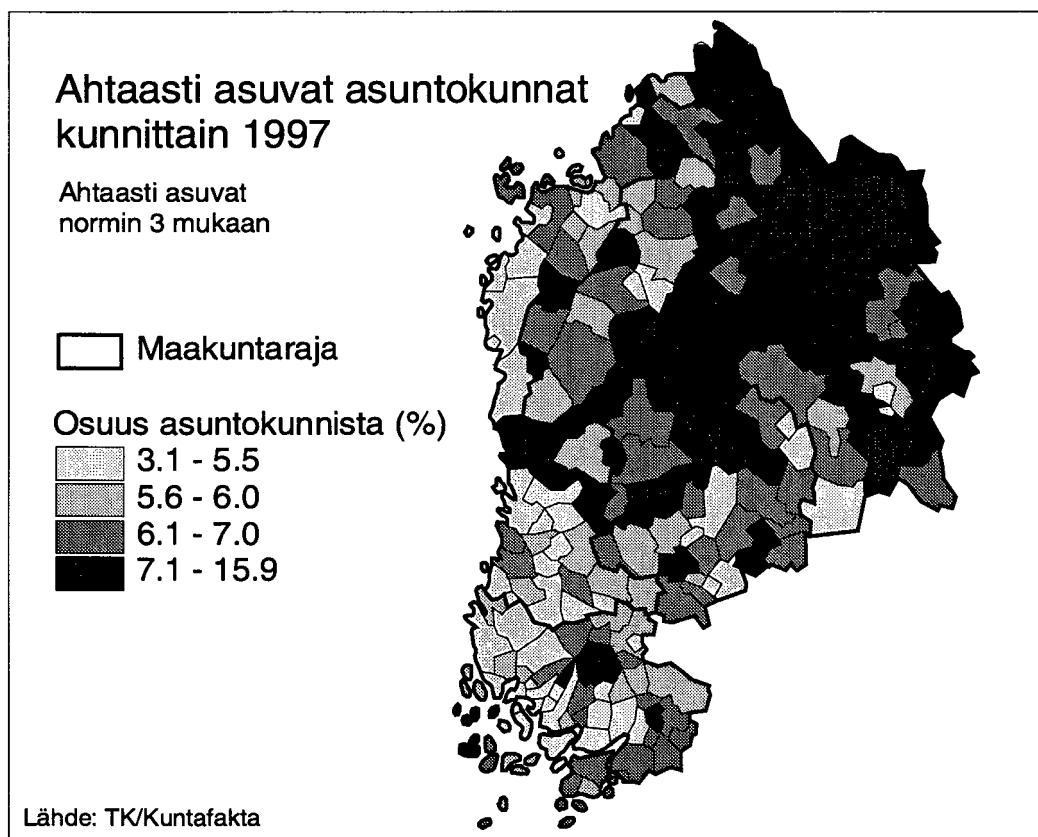 Ahtaasti asuvat asuntokunnat
kunnittain 1997
Ahtaasti asuvat
normin 3 mukaan
Maakuntaraja
Osuus asuntokunnista (%)
3.1 - 5.5
5.6 - 6.0
6.1 - 7.0
7.1 - 15.9
Lähde: TK/Kuntafakta